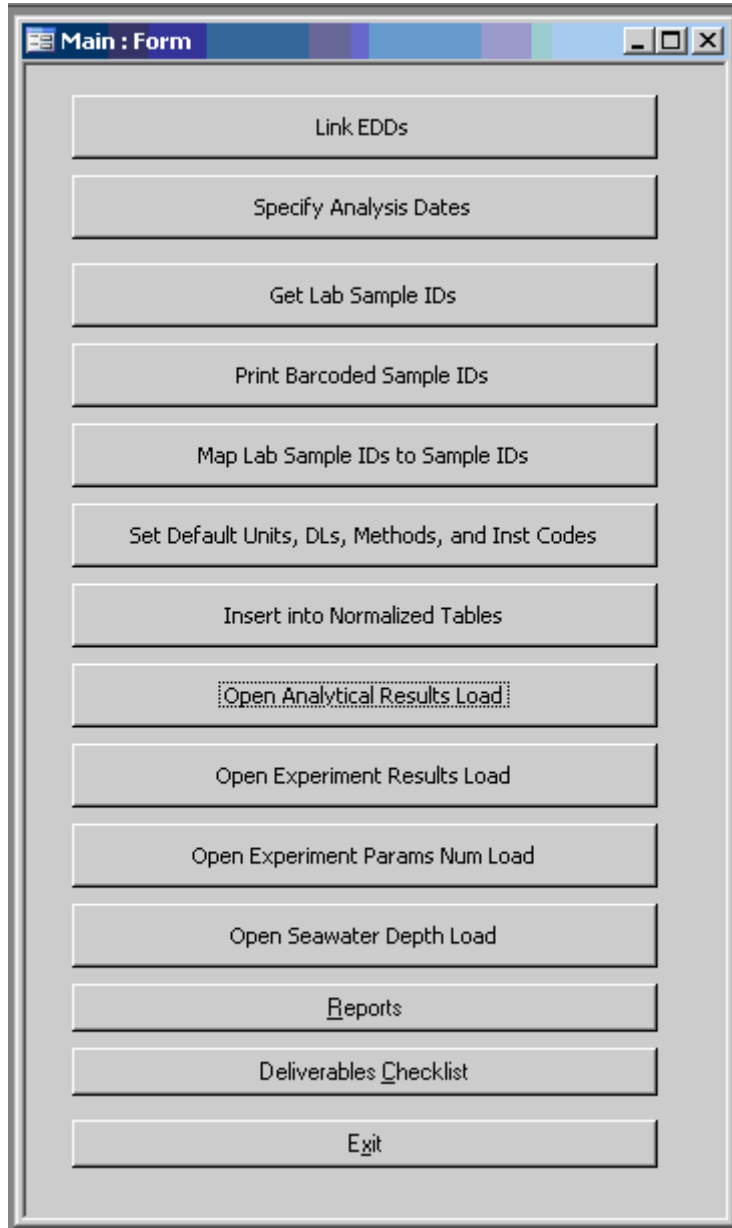 Main : Form
Link EDDs
Specify Analysis Dates
Get Lab Sample IDs
Print Barcoded Sample IDs
Map Lab Sample IDs to Sample IDs
Set Default Units, DLs, Methods, and Inst Codes
Insert into Normalized Tables
Open Analytical Results Load
Open Experiment Results Load
Open Experiment Params Num Load
Open Seawater Depth Load
Reports
Deliverables Checklist
Exit